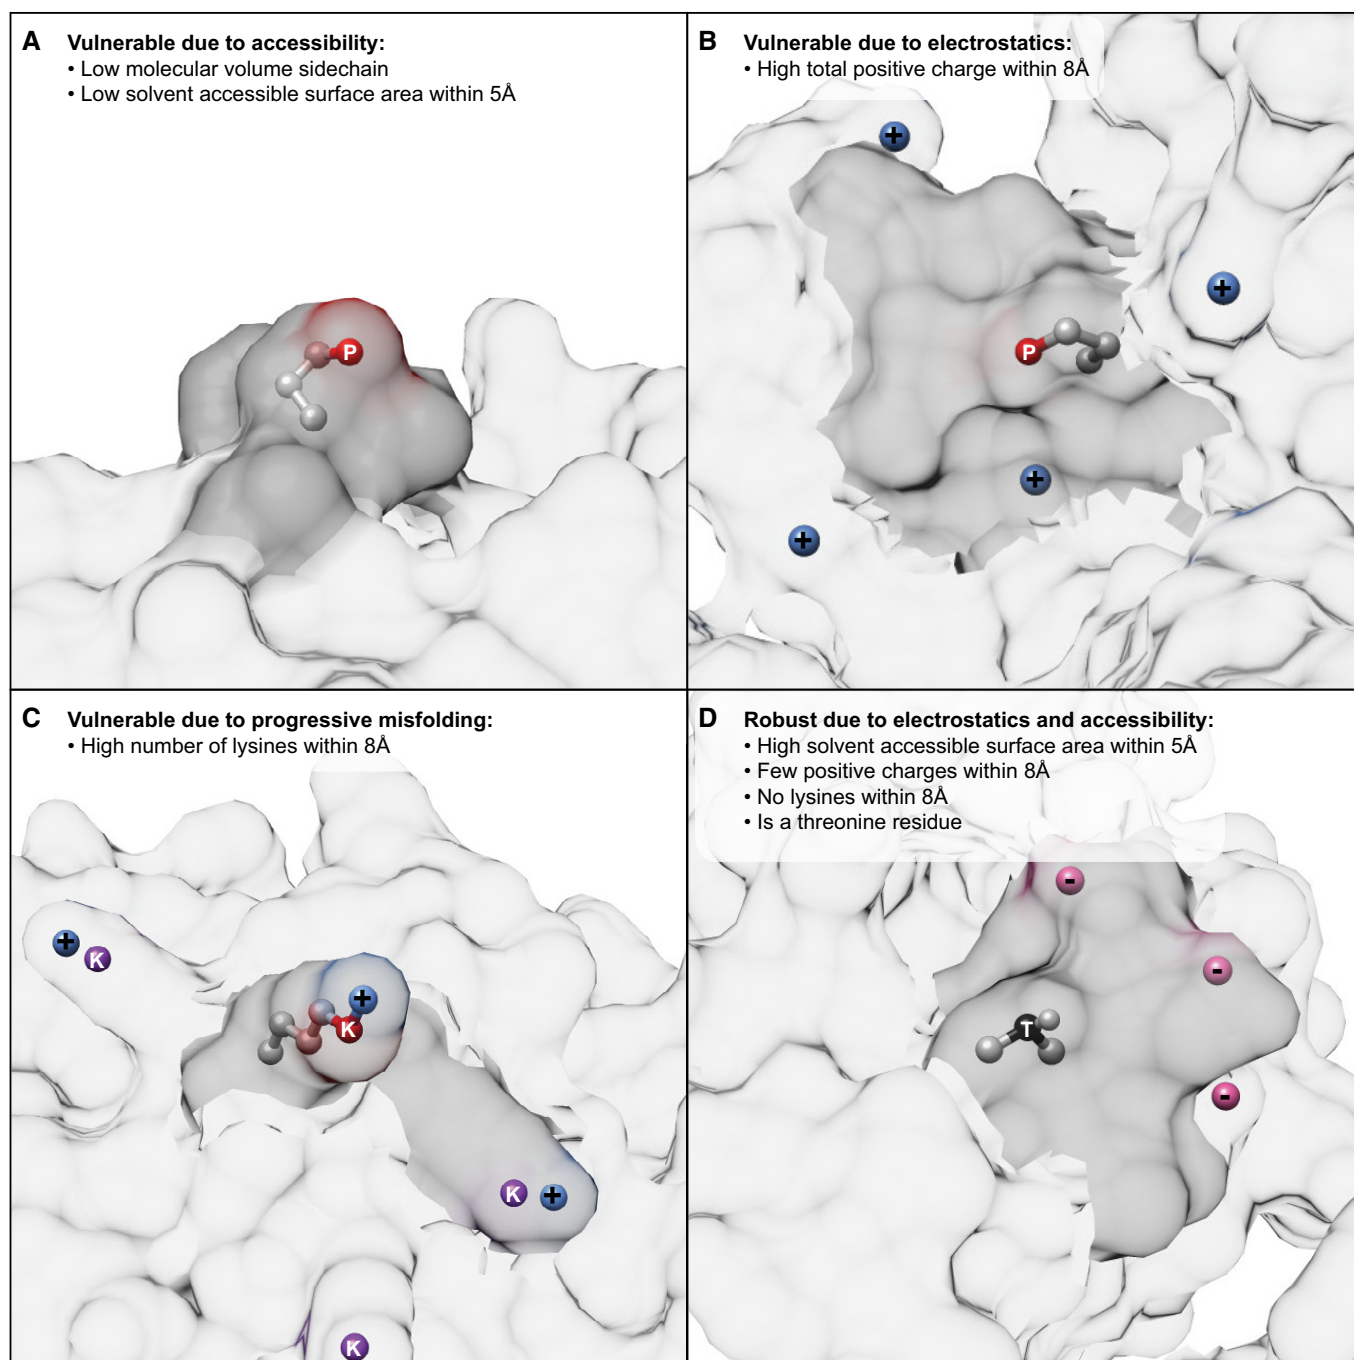 A Vulnerable due to accessibility:
• Low molecular volume sidechain
• Low solvent accessible surface area within 5Å
P
B Vulnerable due to electrostatics:
• High total positive charge within 8Å
+
+
P
+
+
C Vulnerable due to progressive misfolding:
• High number of lysines within 8Å
+
K
+
K
K
+
K
D Robust due to electrostatics and accessibility:
• High solvent accessible surface area within 5Å
• Few positive charges within 8Å
• No lysines within 8Å
• Is a threonine residue
-
-
T
-